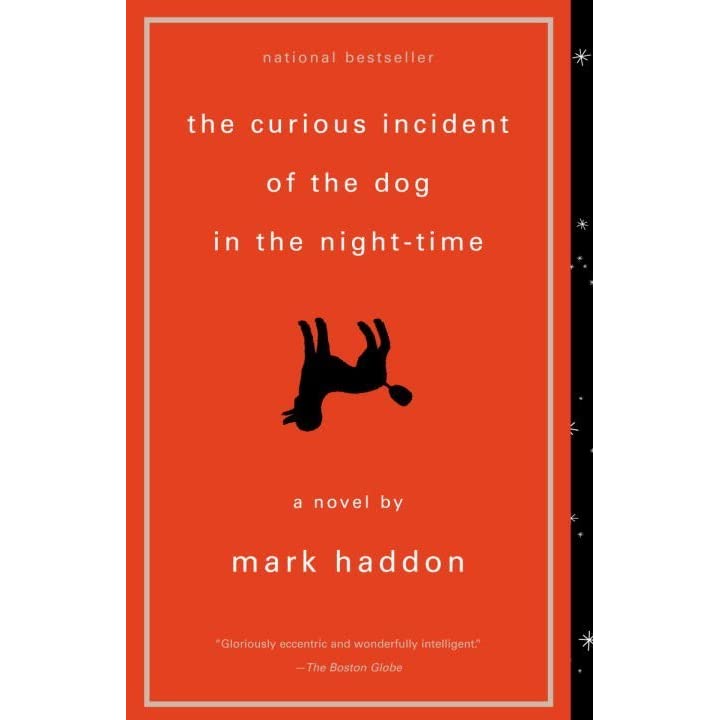 national bestseller
the curious incident
of the dog
in the night-time
a novel by
mark haddon
"Gloriously eccentric and wonderfully intelligent."
—The Boston Globe